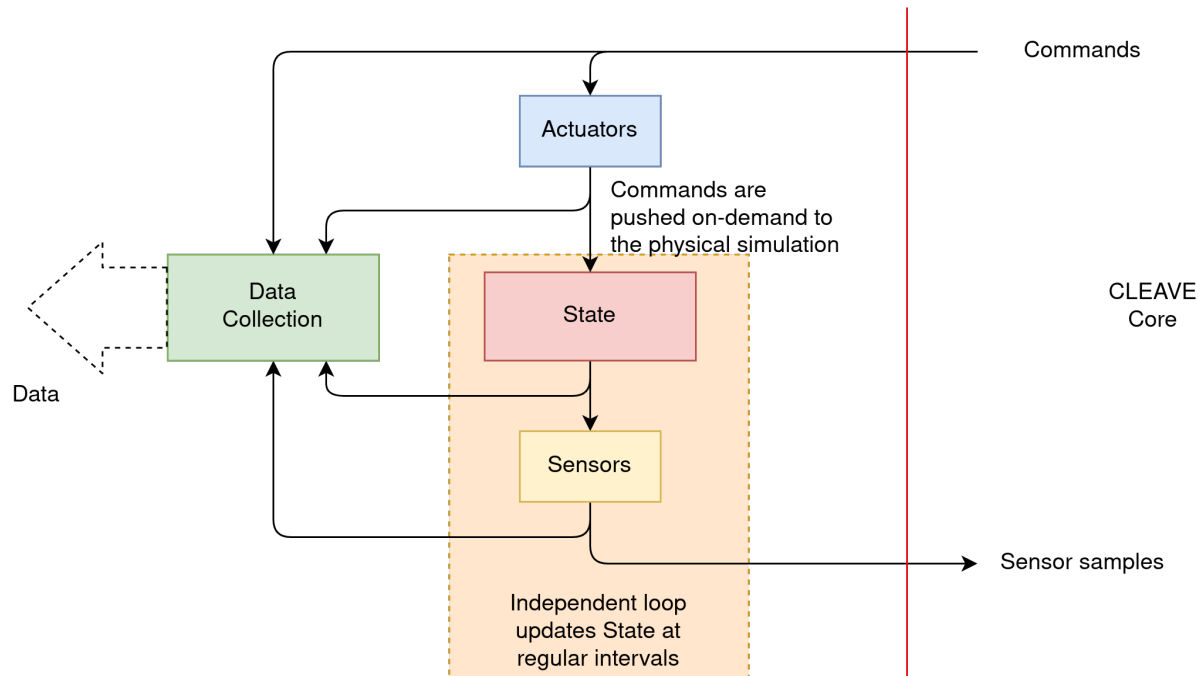 Commands
Actuators
Commands are
pushed on-demand to
the physical simulation
Data
Collection
State
CLEAVE
Core
Data
Sensors
Sensor samples
Independent loop
updates State at
regular intervals